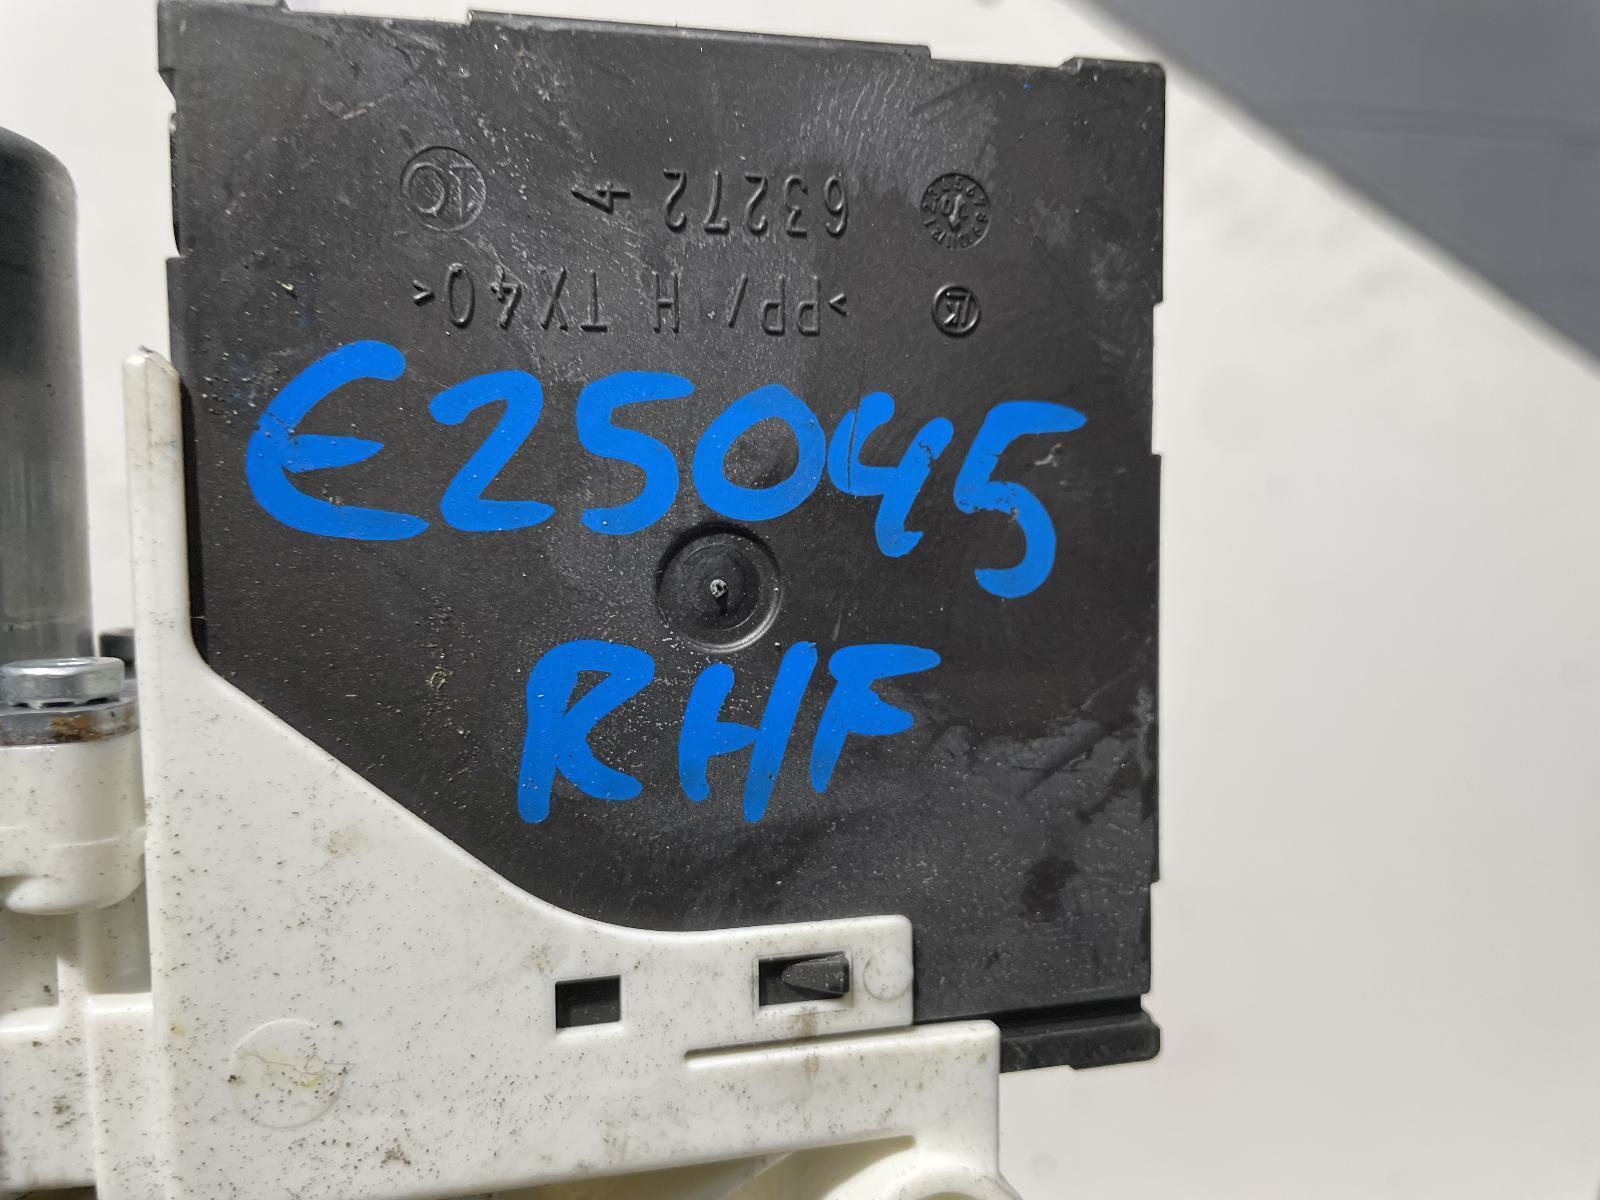 63272 4
>PP/ H TX40<
E25045
RHF